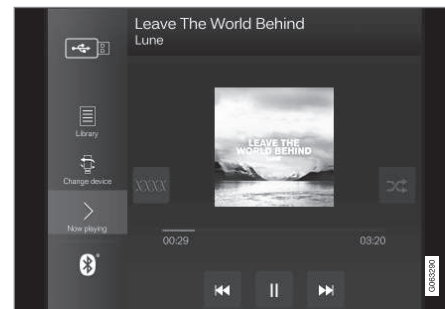 Leave The World Behind
Lune
Library
Change device
Now playing
XXXX
LEAVE THE
WORLD BEHIND
LUNE
00:29
03:20
G063290